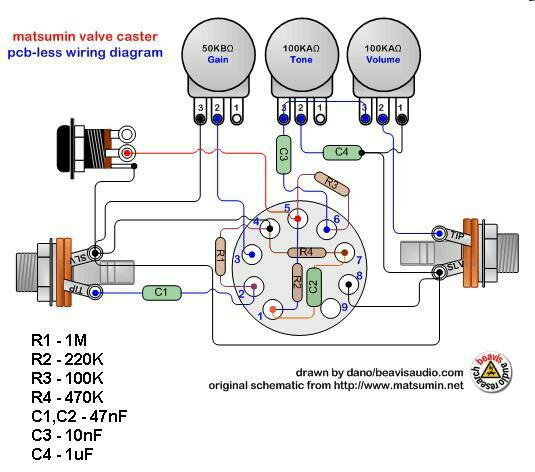 matsumin valve caster
pcb-less wiring diagram
50KBΩ
Gain
100KAΩ
Tone
100KAΩ
Volume
3 2 1
3 2 1
3 2 1
C3
C4
R3
5
4
6
TIP
SLV
R1
3
R4
7
SLV
TIP
C1
2
R2
C2
8
1
9
R1 - 1M
R2 - 220K
R3 - 100K
R4 - 470K
C1,C2 - 47nF
C3 - 10nF
C4 - 1uF
drawn by dano/beavisaudio.com
original schematic from http://www.matsumin.net
beavis
audio research